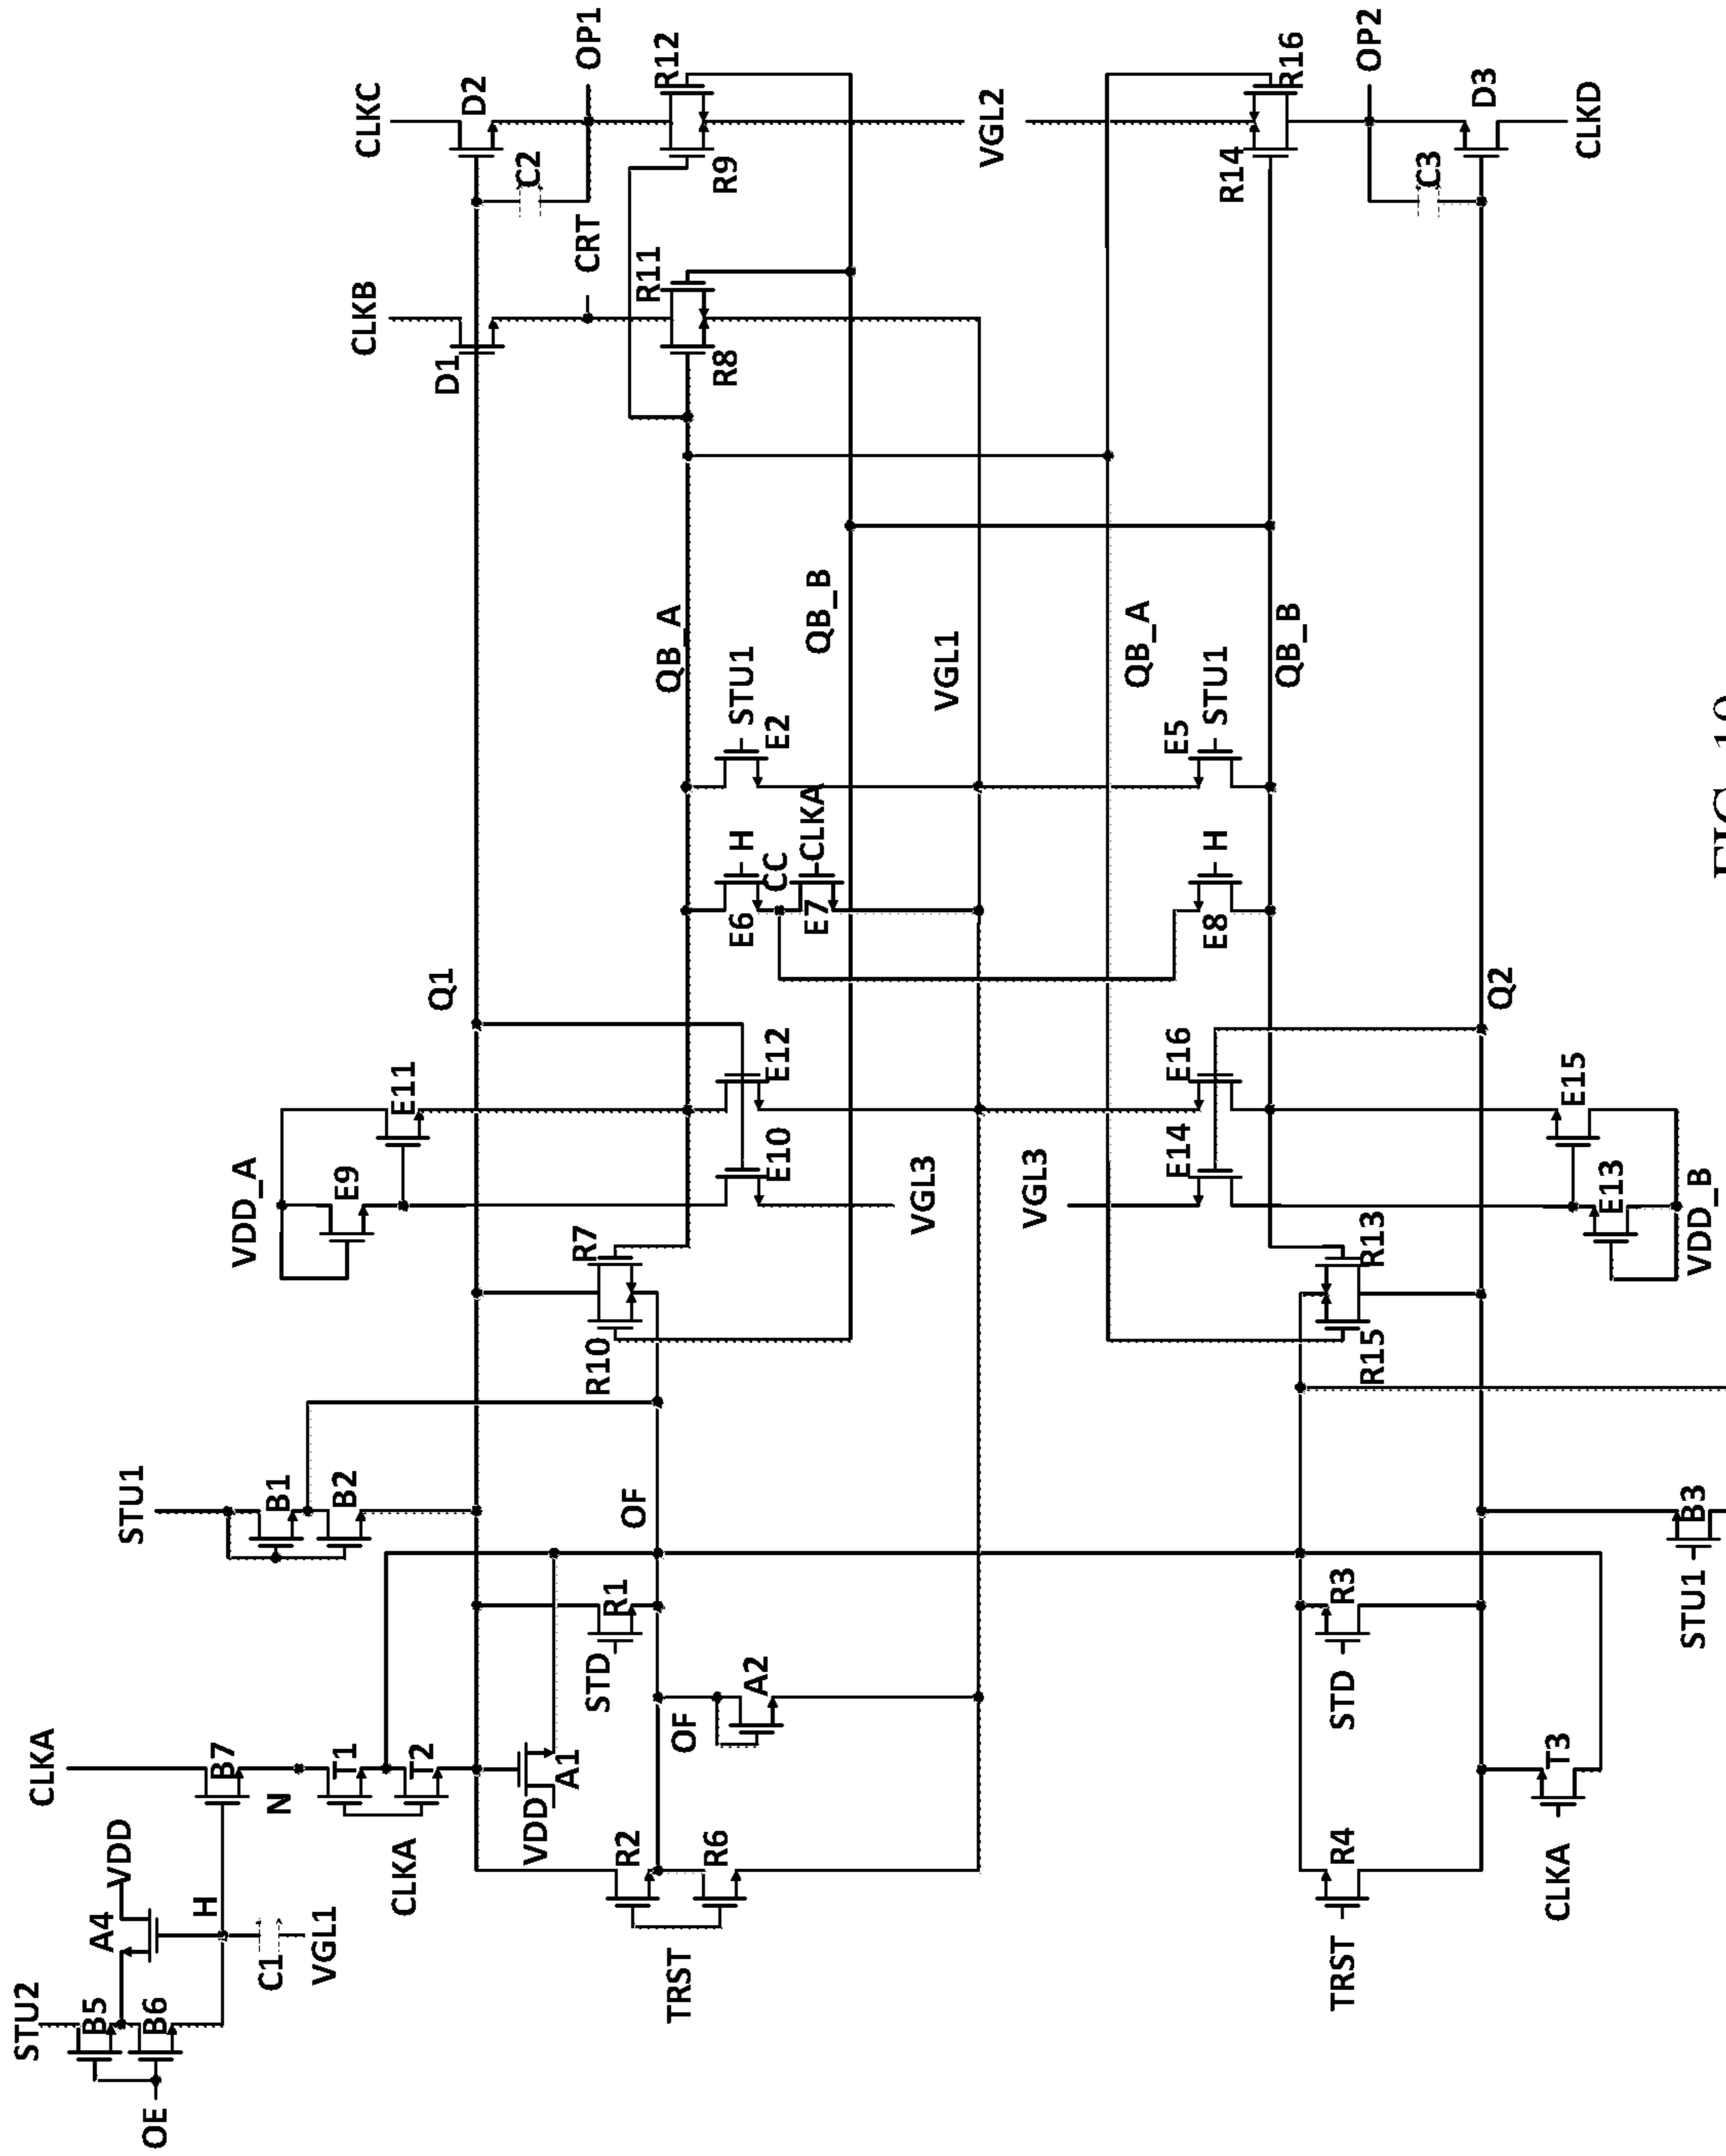 CLKC
D2
OP1
R12
C2
CLKB
CRT
R9
VGL2
R14
R16
OP2
C3
D3
CLKD
D1
R11
R8
QB_A
QB_B
VGL1
QB_A
QB_B
STU1
E2
E5
STU1
H
CC
CLKA
E6
E7
E8
H
Q1
Q2
E11
E12
E16
E15
VDD_A
E9
E10
VGL3
VGL3
E14
E13
VDD_B
R7
R10
R13
R15
STU1
B1
B2
OF
B3
STU1
R1
STD
R3
STD
CLKA
B7
N
T1
T2
CLKA
VDD
A1
OF
A2
T3
CLKA
A4
VDD
H
C1
VGL1
R2
R6
TRST
R4
TRST
STU2
B5
B6
OE